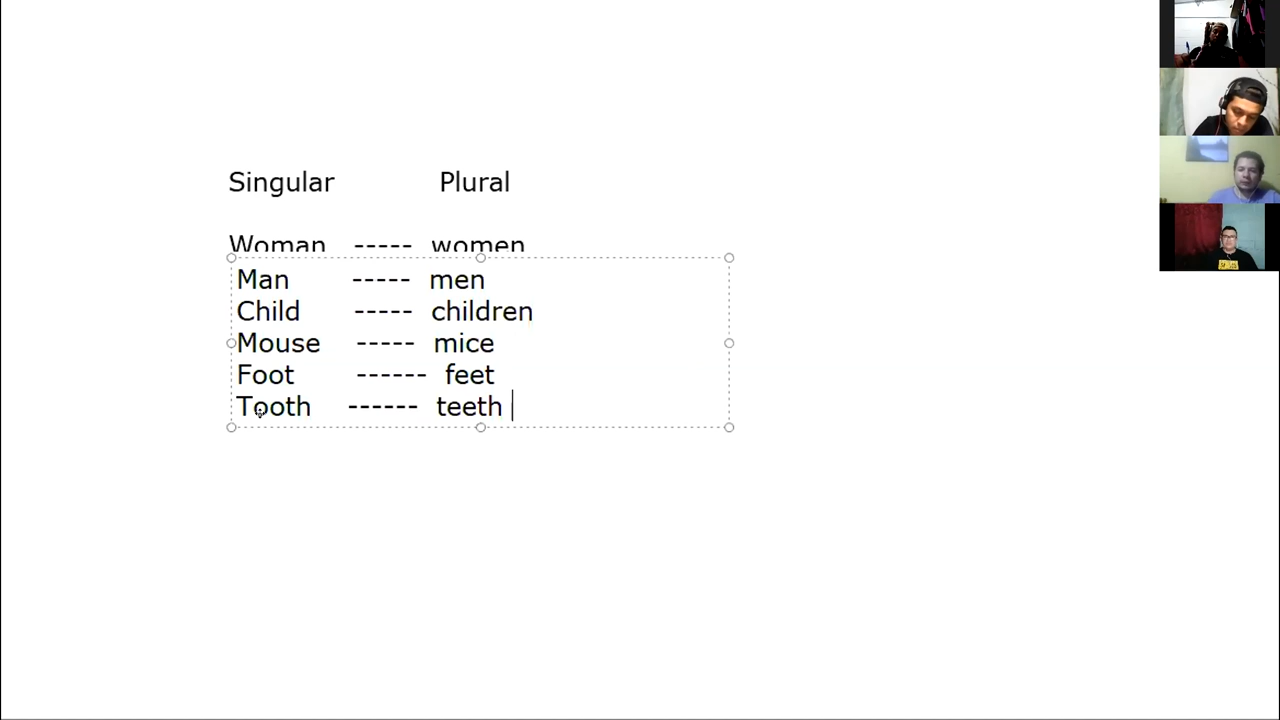 Singular Plural
Woman ----- women
Man ----- men
Child ----- children
Mouse ----- mice
Foot ------ feet
Tooth ------ teeth